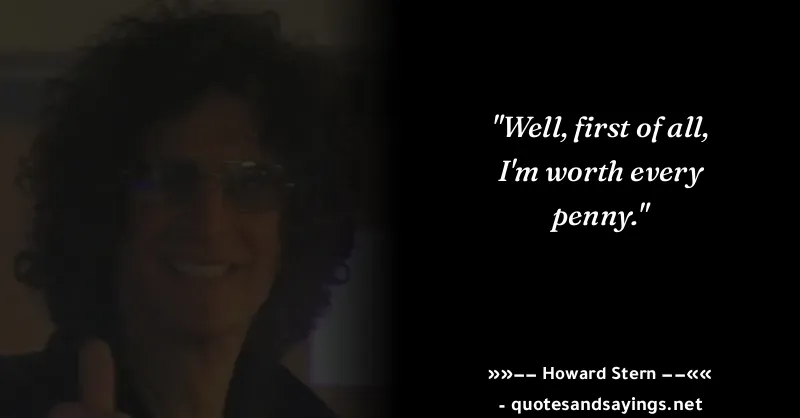 "Well, first of all,
I'm worth every
penny."
»»–– Howard Stern ––««
- quotesandsayings.net